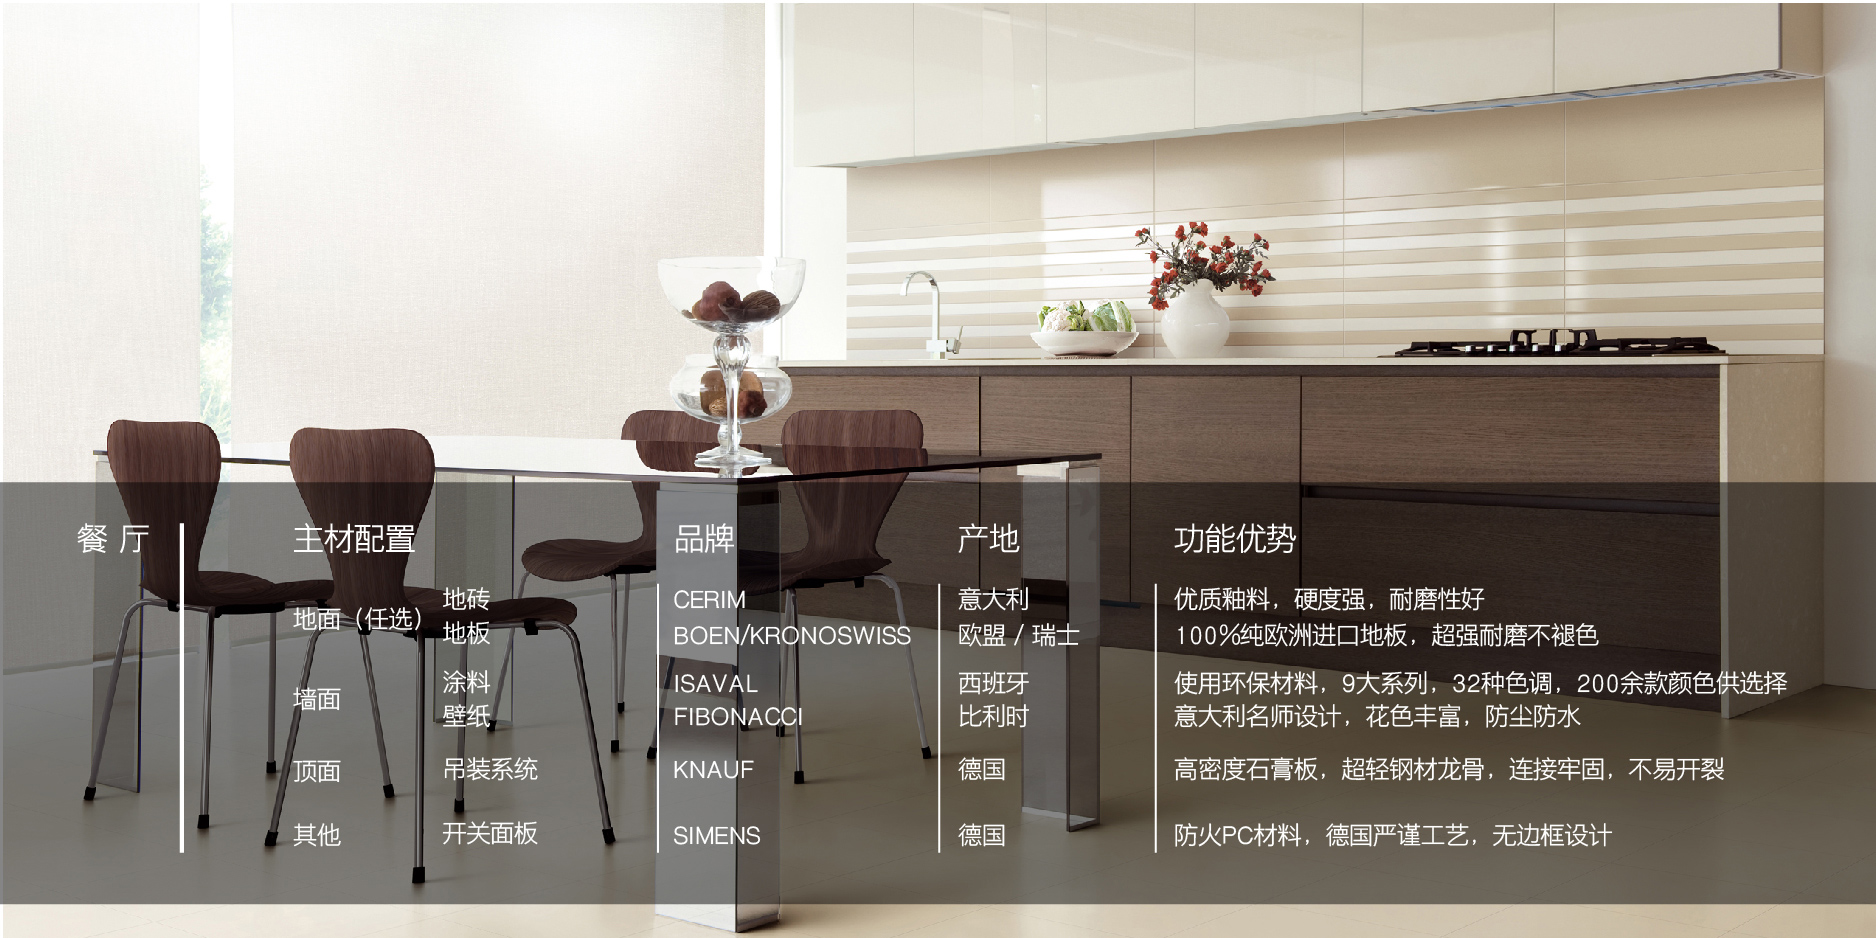 餐 厅
主材配置 品牌 产地 功能优势
地面（任选） 地砖 CERIM 意大利 优质釉料，硬度强，耐磨性好
地板 BOEN/KRONOSWISS 欧盟 / 瑞士 100%纯欧洲进口地板，超强耐磨不褪色
墙面 涂料 ISAVAL 西班牙 使用环保材料，9大系列，32种色调，200余款颜色供选择
壁纸 FIBONACCI 比利时 意大利名师设计，花色丰富，防尘防水
顶面 吊装系统 KNAUF 德国 高密度石膏板，超轻钢材龙骨，连接牢固，不易开裂
其他 开关面板 SIMENS 德国 防火PC材料，德国严谨工艺，无边框设计